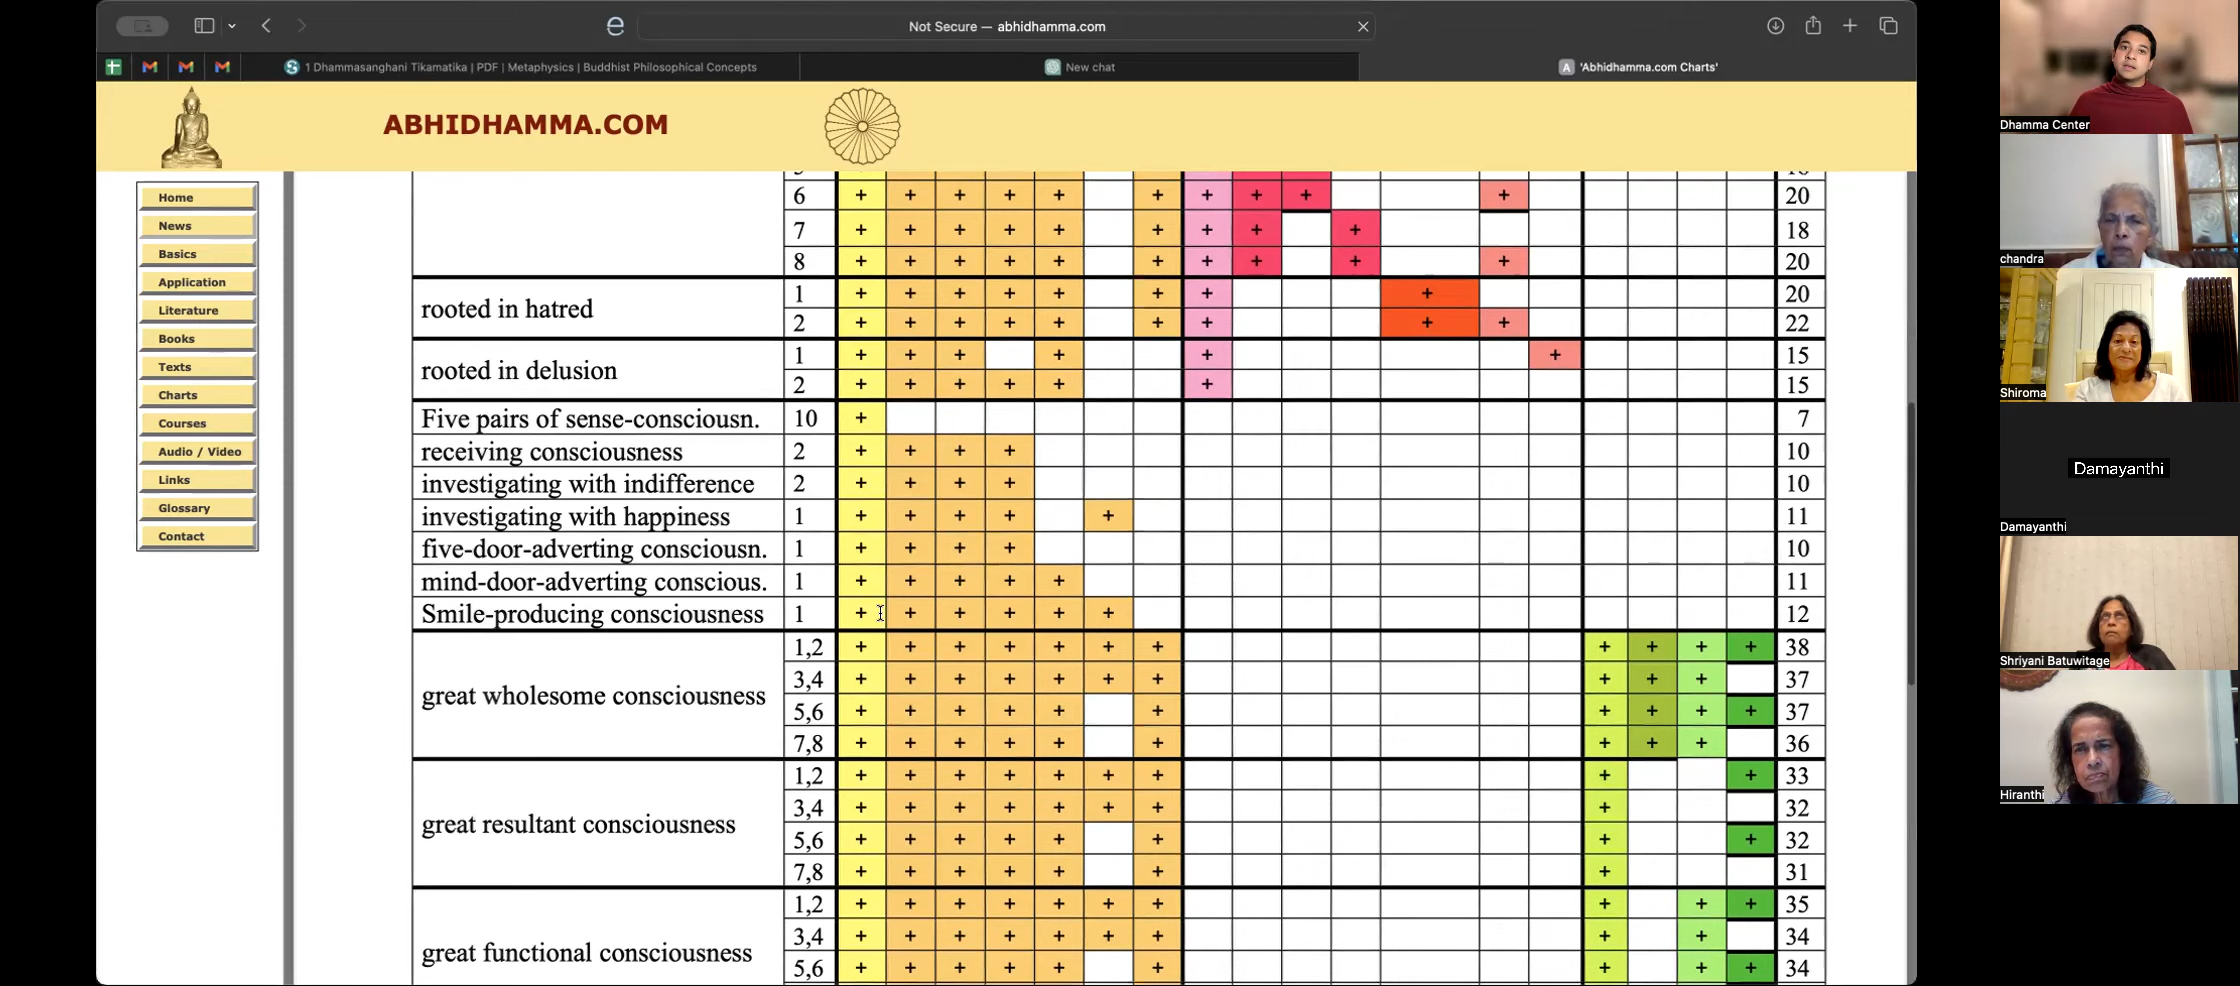 Not Secure — abhidhamma.com
1 Dhammasanghani Tikamatika | PDF | Metaphysics | Buddhist Philosophical Concepts
New chat
A 'Abhidhamma.com Charts'
ABHIDHAMMA.COM
Home
News
Basics
Application
Literature
Books
Texts
Charts
Courses
Audio / Video
Links
Glossary
Contact
6 + + + + + + + + + + 20
7 + + + + + + + + + 18
8 + + + + + + + + + + 20
rooted in hatred
1 + + + + + + + + 20
2 + + + + + + + + + 22
rooted in delusion
1 + + + + + + 15
2 + + + + + + 15
Five pairs of sense-consciousn. 10 + 7
receiving consciousness 2 + + + + 10
investigating with indifference 2 + + + + 10
investigating with happiness 1 + + + + + 11
five-door-adverting consciousn. 1 + + + + 10
mind-door-adverting conscious. 1 + + + + + 11
Smile-producing consciousness 1 + + + + + + 12
great wholesome consciousness
1,2 + + + + + + + + + + + 38
3,4 + + + + + + + + + + 37
5,6 + + + + + + + + + + 37
7,8 + + + + + + + + + 36
great resultant consciousness
1,2 + + + + + + + + + 33
3,4 + + + + + + + + 32
5,6 + + + + + + + + 32
7,8 + + + + + + + 31
great functional consciousness
1,2 + + + + + + + + + + 35
3,4 + + + + + + + + + 34
5,6 + + + + + + + + + 34
Dhamma Center
chandra
Shiroma
Damayanthi
Damayanthi
Shriyani Batuwitage
Hiranthi